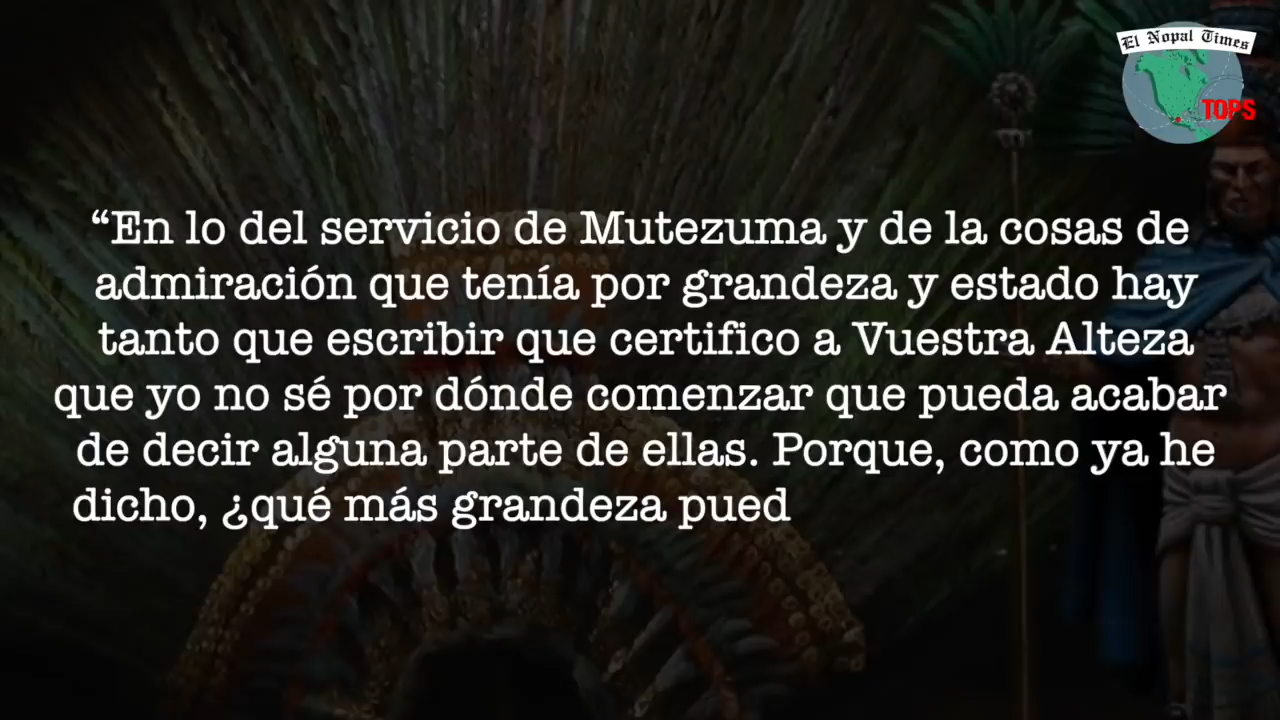 El Nopal Times
TOPS
“En lo del servicio de Mutezuma y de la cosas de
admiración que tenía por grandeza y estado hay
tanto que escribir que certifico a Vuestra Alteza
que yo no sé por dónde comenzar que pueda acabar
de decir alguna parte de ellas. Porque, como ya he
dicho, ¿qué más grandeza pued